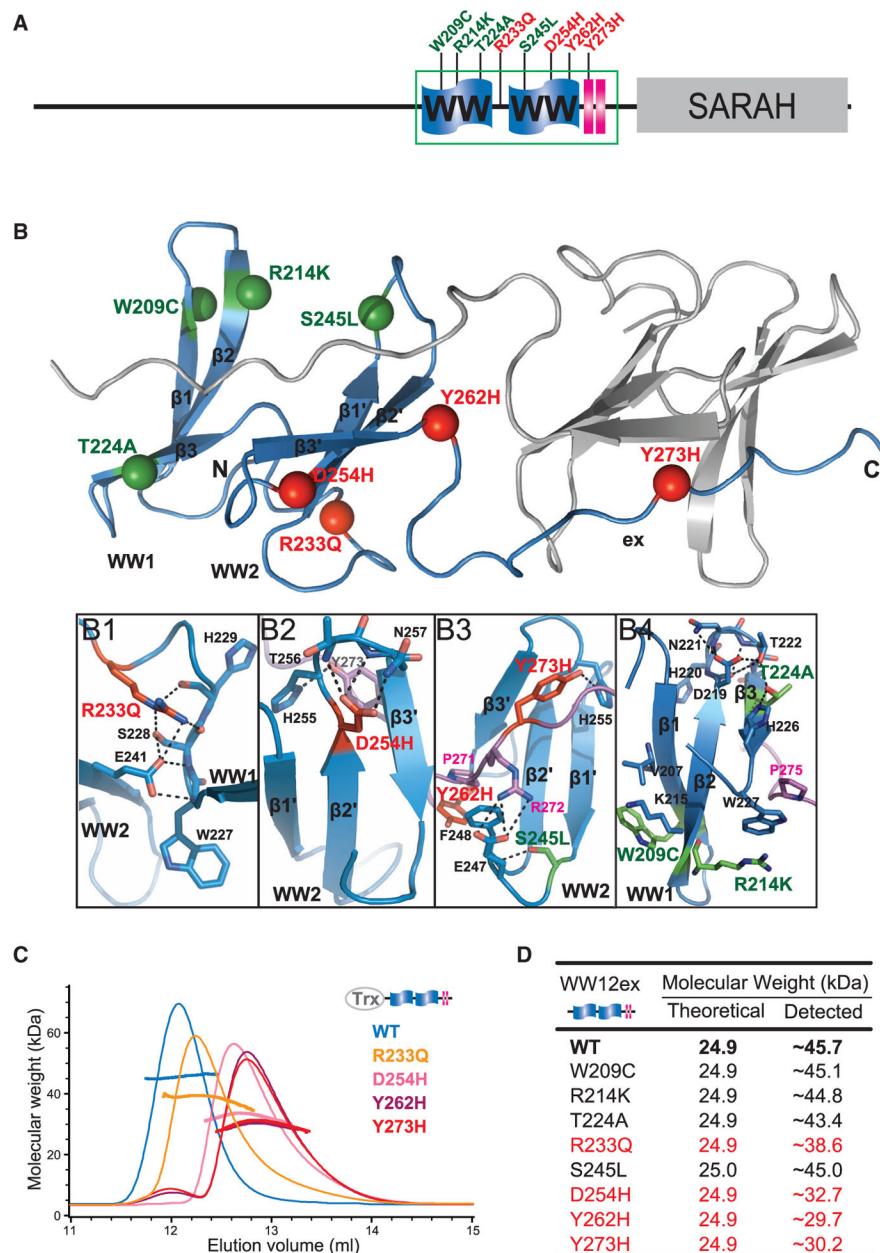 A
W209C
R214K
T224A
R233Q
S245L
D254H
Y262H
Y273H
WW
WW
SARAH
B
W209C
R214K
S245L
β2
β1
β1'
β2'
Y262H
T224A
β3
N
β3'
D254H
Y273H
C
R233Q
WW1
WW2
ex
B1
H229
R233Q
S228
E241
WW1
WW2
W227
B2
T256
Y273
N257
H255
β3'
D254H
β1'
β2'
WW2
B3
Y273H
β3'
H255
P271
β2'
β1'
Y262H
R272
F248
S245L
E247
WW2
B4
N221
T222
H220
T224A
D219
β3
β1
H226
V207
β2
P275
K215
W227
W209C
R214K
WW1
C
Molecular weight (kDa)
60
40
20
0
11
12
13
14
15
Elution volume (ml)
Trx
WT
R233Q
D254H
Y262H
Y273H
D
WW12ex Molecular Weight (kDa)
Theoretical Detected
WT 24.9 ~45.7
W209C 24.9 ~45.1
R214K 24.9 ~44.8
T224A 24.9 ~43.4
R233Q 24.9 ~38.6
S245L 25.0 ~45.0
D254H 24.9 ~32.7
Y262H 24.9 ~29.7
Y273H 24.9 ~30.2